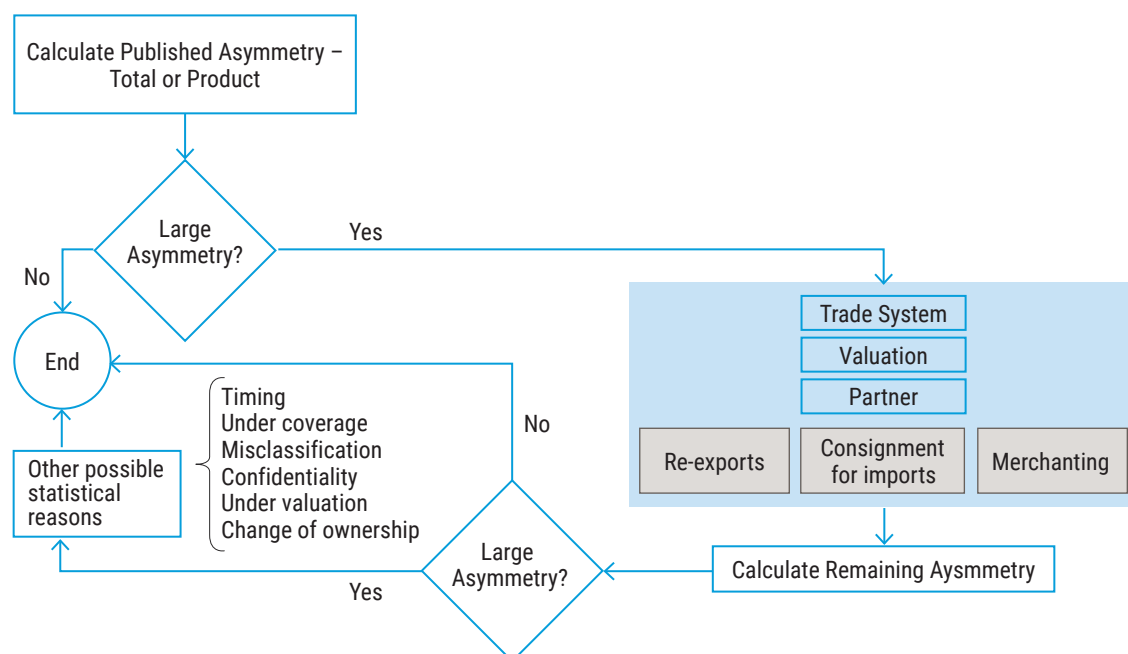 Calculate Published Asymmetry –
Total or Product
Large
Asymmetry?
Yes
No
End
Trade System
Valuation
Partner
Re-exports
Consignment
for imports
Merchanting
Calculate Remaining Aysmmetry
Large
Asymmetry?
No
Yes
Timing
Under coverage
Misclassification
Confidentiality
Under valuation
Change of ownership
Other possible
statistical
reasons